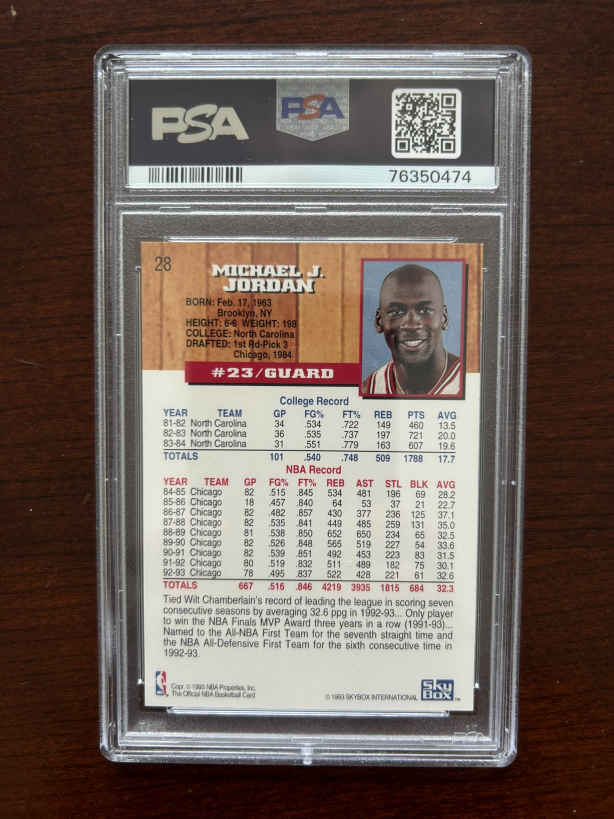 PSA
PSA
76350474
28
MICHAEL J. JORDAN
BORN: Feb. 17, 1963
Brooklyn, NY
HEIGHT: 6-6 WEIGHT: 198
COLLEGE: North Carolina
DRAFTED: 1st Rd-Pick 3
Chicago, 1984
#23/GUARD
College Record
YEAR TEAM GP FG% FT% REB PTS AVG
81-82 North Carolina 34 .534 .722 149 460 13.5
82-83 North Carolina 36 .535 .737 197 721 20.0
83-84 North Carolina 31 .551 .779 163 607 19.6
TOTALS 101 .540 .748 509 1788 17.7
NBA Record
YEAR TEAM GP FG% FT% REB AST STL BLK AVG
84-85 Chicago 82 .515 .845 534 481 196 69 28.2
85-86 Chicago 18 .457 .840 64 53 37 21 22.7
86-87 Chicago 82 .482 .857 430 377 236 125 37.1
87-88 Chicago 82 .535 .841 449 485 259 131 35.0
88-89 Chicago 81 .538 .850 652 650 234 65 32.5
89-90 Chicago 82 .526 .848 565 519 227 54 33.6
90-91 Chicago 82 .539 .851 492 453 223 83 31.5
91-92 Chicago 80 .519 .832 511 489 182 75 30.1
92-93 Chicago 78 .495 .837 522 428 221 61 32.6
TOTALS 667 .516 .846 4219 3935 1815 684 32.3
Tied Wilt Chamberlain's record of leading the league in scoring seven
consecutive seasons by averaging 32.6 ppg in 1992-93... Only player
to win the NBA Finals MVP Award three years in a row (1991-93)...
Named to the All-NBA First Team for the seventh straight time and
the NBA All-Defensive First Team for the sixth consecutive time in
1992-93.
Copr. © 1993 NBA Properties, Inc.
The Official NBA Basketball Card
© 1993 SKYBOX INTERNATIONAL
SkyBox™